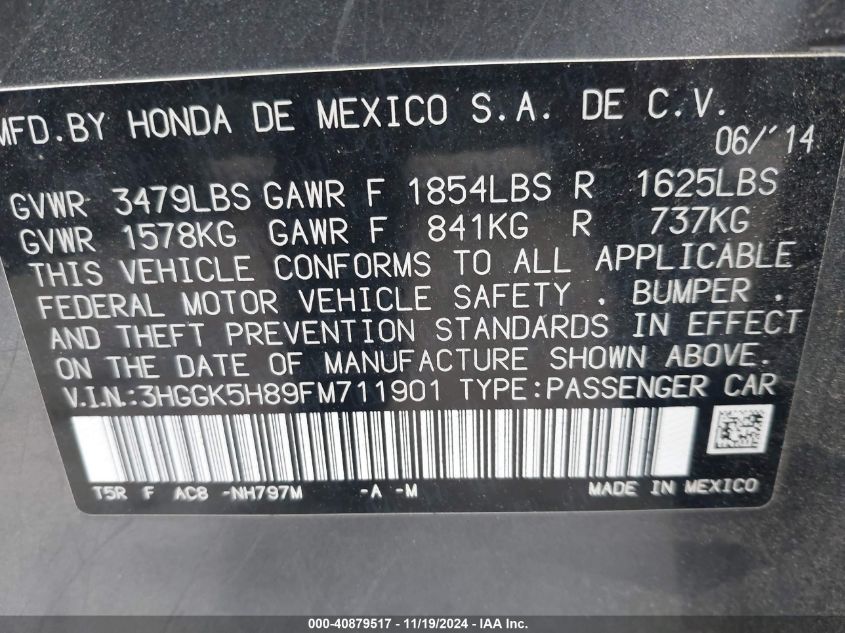 MFD.BY HONDA DE MEXICO S.A. DE C.V.
06/'14
GVWR 3479LBS GAWR F 1854LBS R 1625LBS
GVWR 1578KG GAWR F 841KG R 737KG
THIS VEHICLE CONFORMS TO ALL APPLICABLE
FEDERAL MOTOR VEHICLE SAFETY , BUMPER ,
AND THEFT PREVENTION STANDARDS IN EFFECT
ON THE DATE OF MANUFACTURE SHOWN ABOVE.
V.I.N.:3HGGK5H89FM711901 TYPE:PASSENGER CAR
T5R F AC8 -NH797M -A -M MADE IN MEXICO
000-40879517 - 11/19/2024 - IAA Inc.